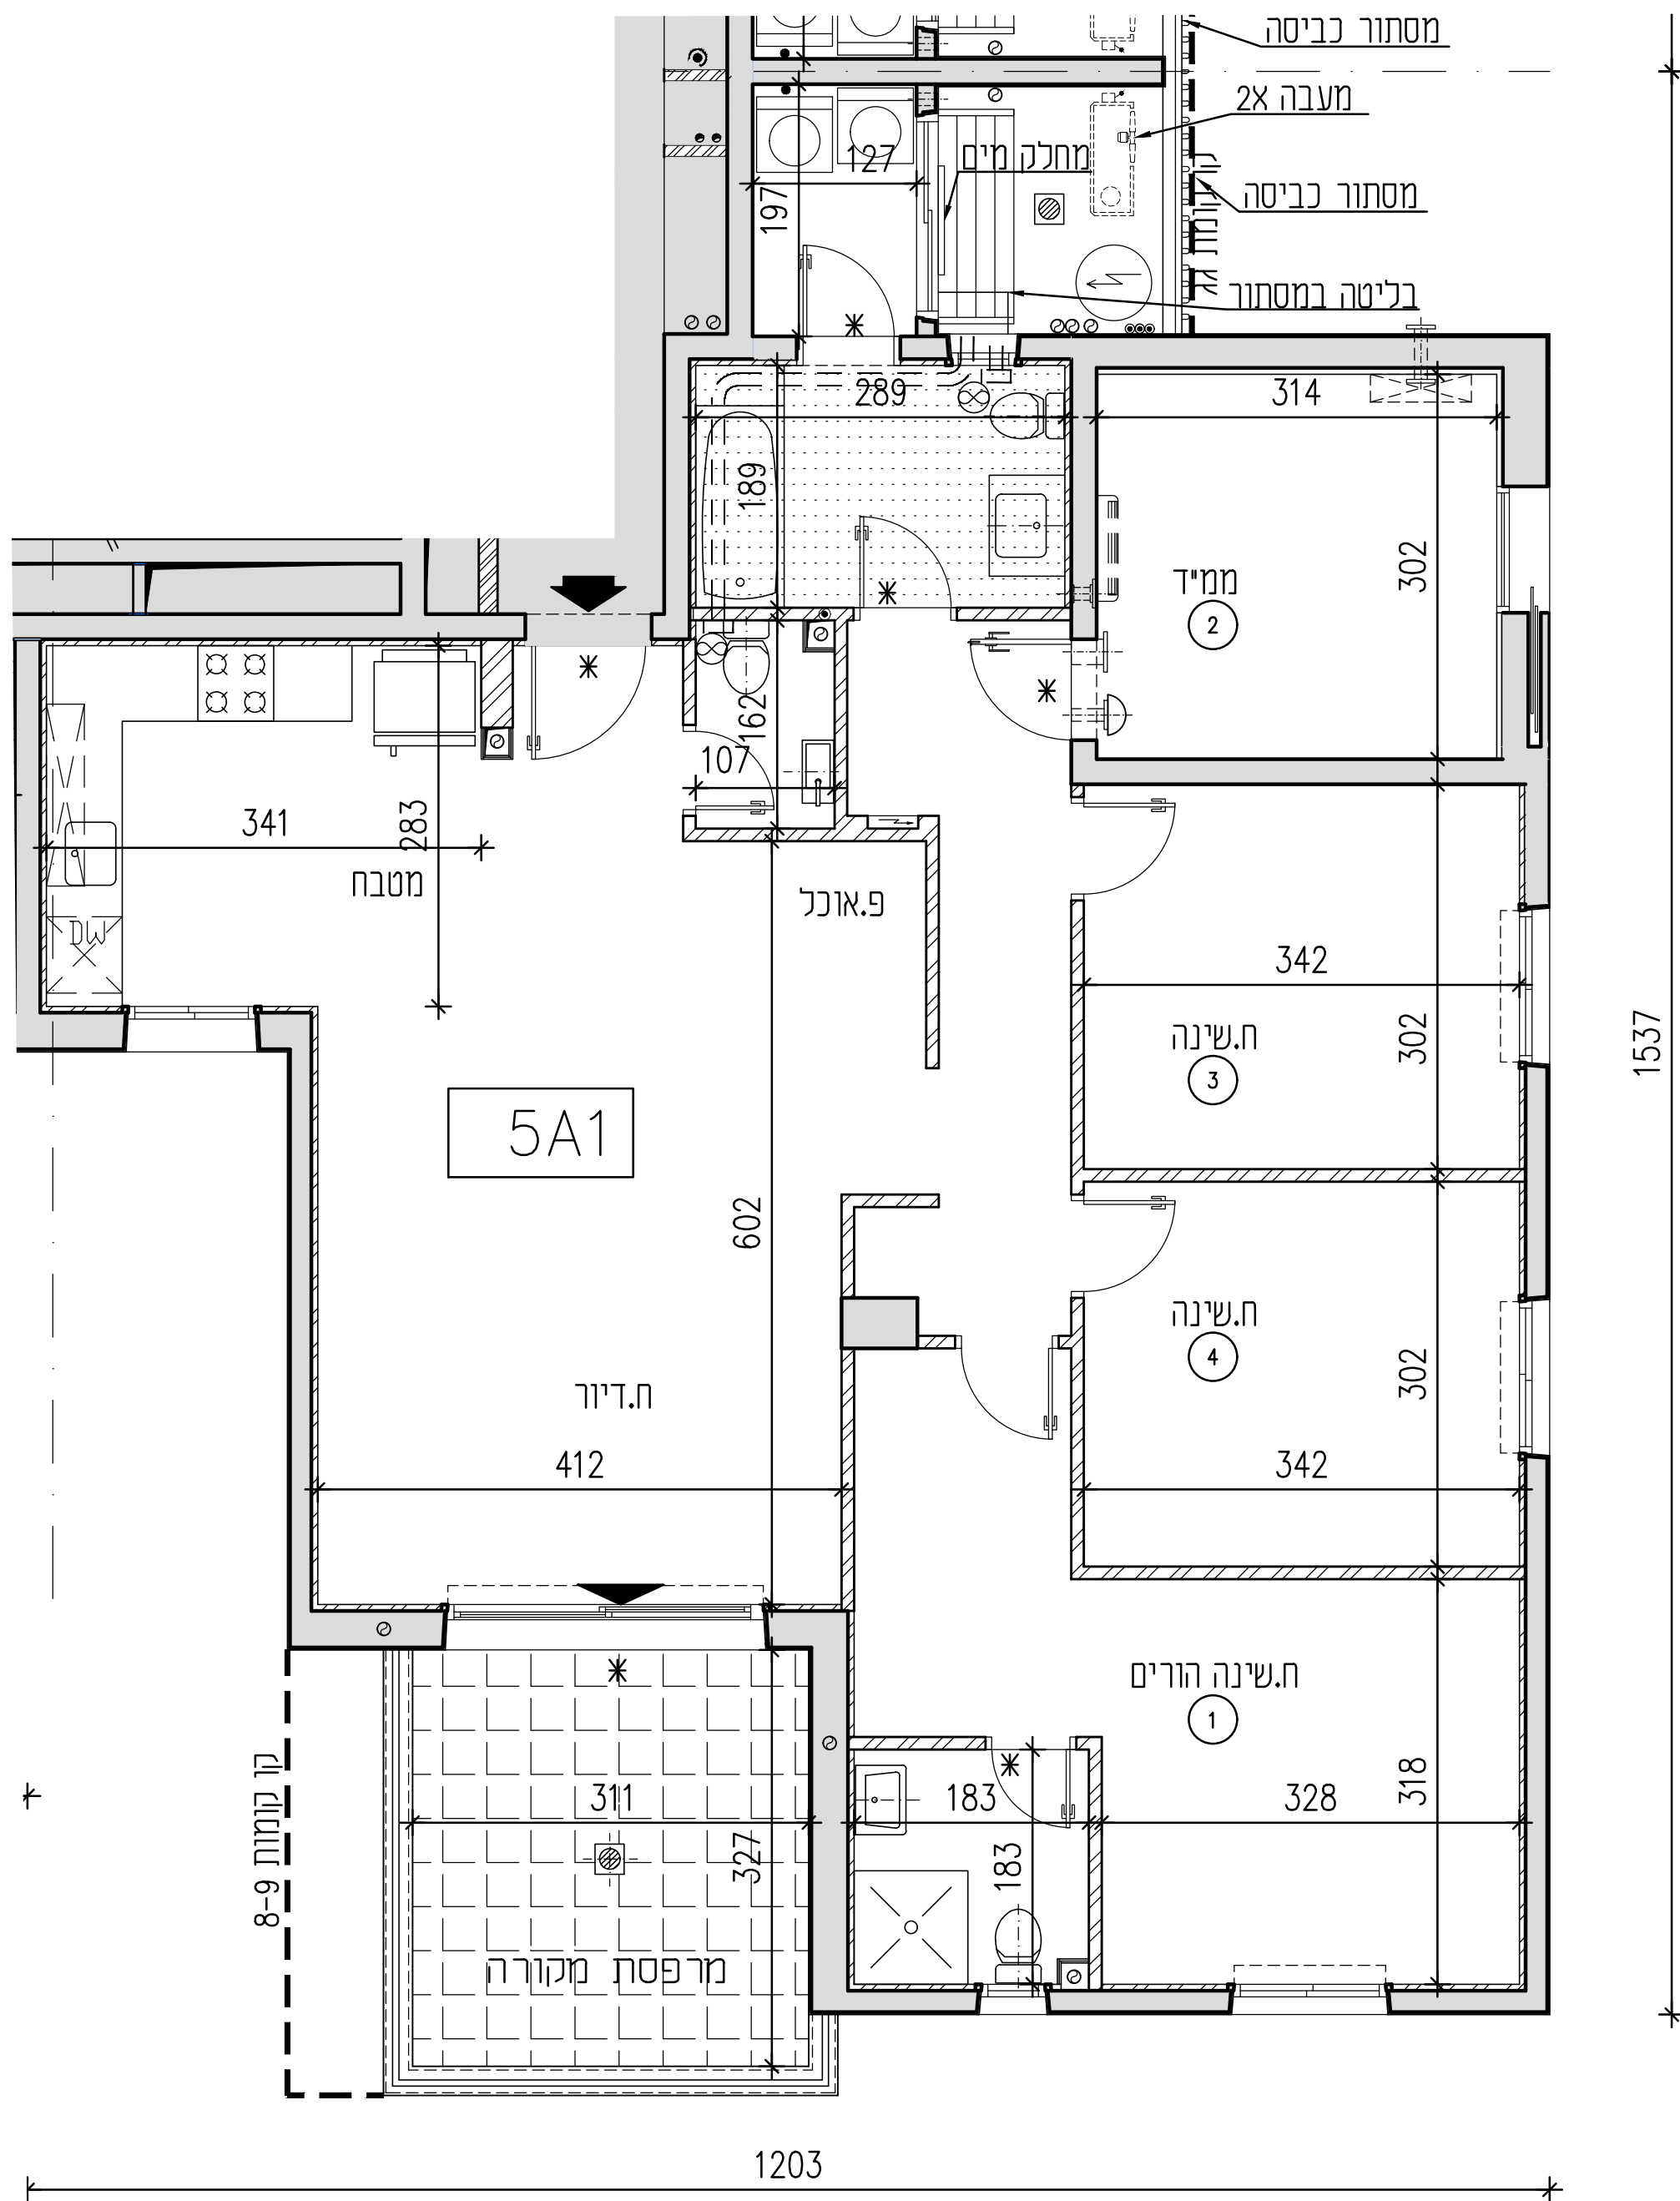 מסתור כביסה
מעבה 2X
מחלק מים
127
מסתור כביסה
197
בליטה במסתור
289
314
189
302
ממ"ד
2
162
107
341
283
מטבח
פ.אוכל
DW
342
302
ח.שינה
3
1537
5A1
602
ח.שינה
4
302
ח.דיור
412
342
ח.שינה הורים
1
318
קו קומות 8-9
311
183
328
327
183
מרפסת מקורה
1203